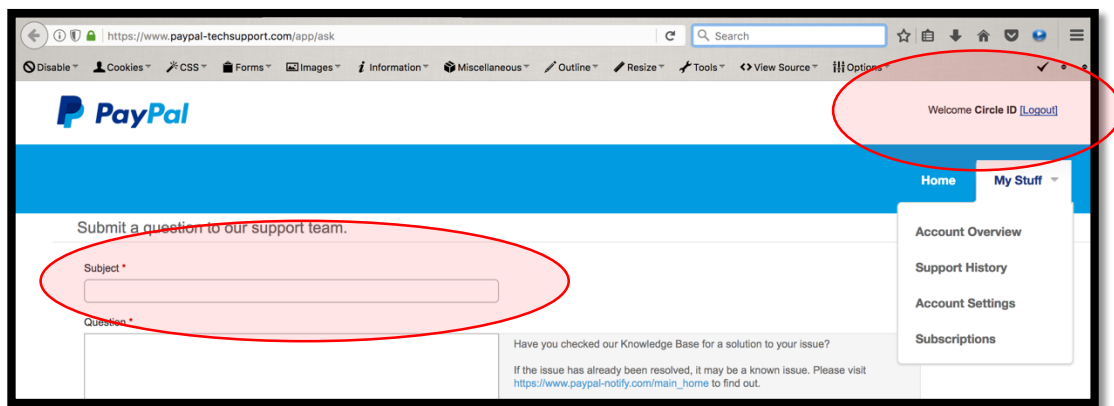 https://www.paypal-techsupport.com/app/ask
Search
Disable Cookies CSS Forms Images Information Miscellaneous Outline Resize Tools View Source Options
PayPal
Welcome Circle ID [Logout]
Home My Stuff
Account Overview
Support History
Account Settings
Subscriptions
Submit a question to our support team.
Subject *
Question *
Have you checked our Knowledge Base for a solution to your issue?
If the issue has already been resolved, it may be a known issue. Please visit
https://www.paypal-notify.com/main_home to find out.